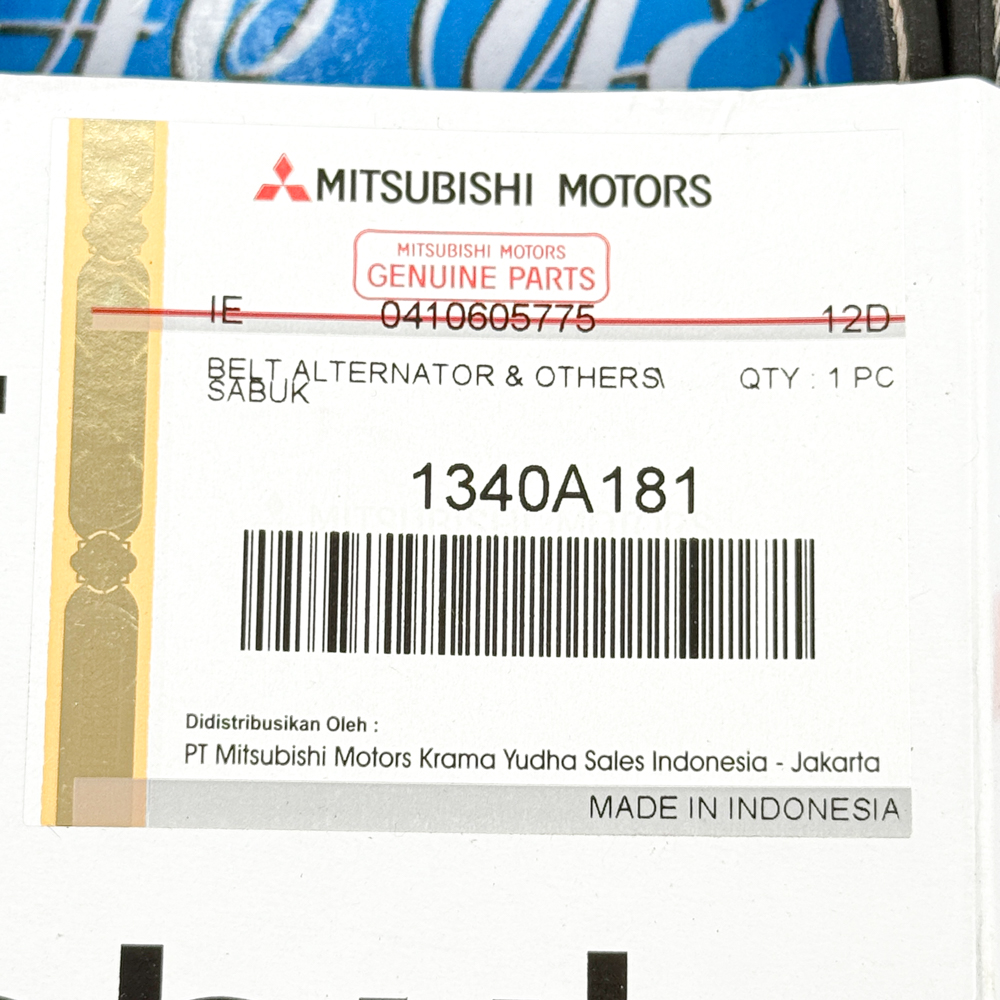 MITSUBISHI MOTORS
MITSUBISHI MOTORS
GENUINE PARTS
IE 0410605775 12D
BELT,ALTERNATOR & OTHERS\ QTY : 1 PC
SABUK
1340A181
Didistribusikan Oleh :
PT Mitsubishi Motors Krama Yudha Sales Indonesia - Jakarta
MADE IN INDONESIA